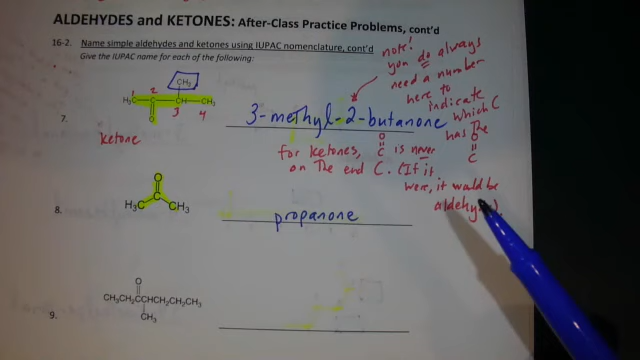 ALDEHYDES and KETONES: After-Class Practice Problems, cont'd
16-2. Name simple aldehydes and ketones using IUPAC nomenclature, cont'd
Give the IUPAC name for each of the following:
note!
you do always
need a number
here to
indicate
which C
has the
O
C
CH3
1 2
H3C C CH CH3
O 3 4
7.
3-methyl-2-butanone
ketone
for ketones, O C is never
on the end C. (If it
were, it would be
aldehyde).
O
H3C CH3
8.
propanone
O
CH3CH2CCHCH2CH2CH3
CH3
9.